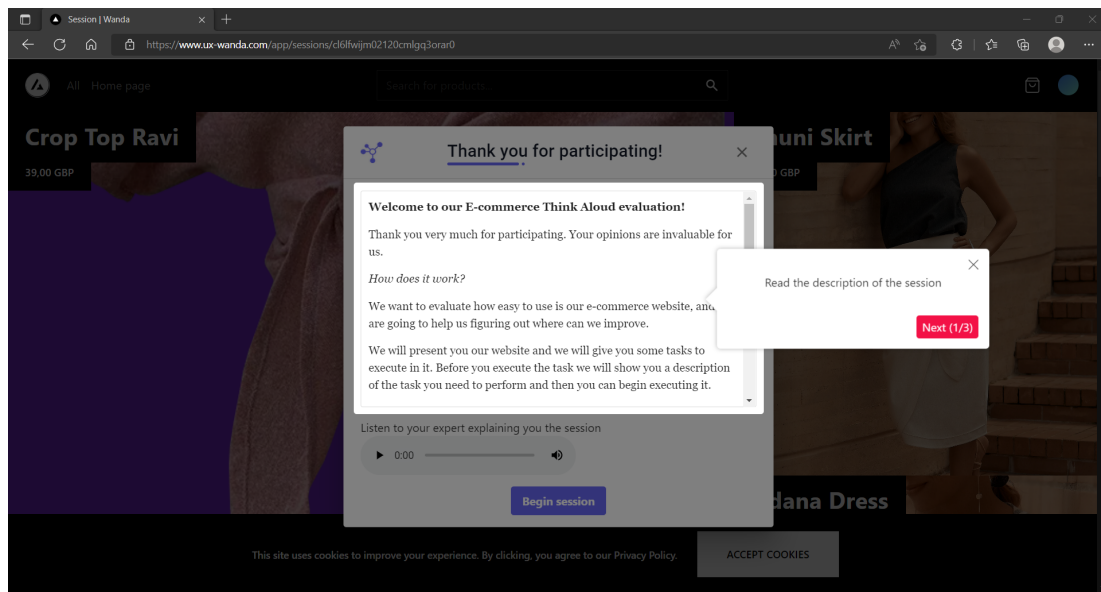 Session | Wanda
https://www.ux-wanda.com/app/sessions/cl6lfwijm02120cmlgq3orar0
All Home page
Search for products...
Crop Top Ravi
39,00 GBP
Thank you for participating!
uni Skirt
GBP
Welcome to our E-commerce Think Aloud evaluation!
Thank you very much for participating. Your opinions are invaluable for
us.
How does it work?
We want to evaluate how easy to use is our e-commerce website, and
are going to help us figuring out where can we improve.
We will present you our website and we will give you some tasks to
execute in it. Before you execute the task we will show you a description
of the task you need to perform and then you can begin executing it.
Read the description of the session
Next (1/3)
Listen to your expert explaining you the session
0:00
Begin session
dana Dress
This site uses cookies to improve your experience. By clicking, you agree to our Privacy Policy.
ACCEPT COOKIES